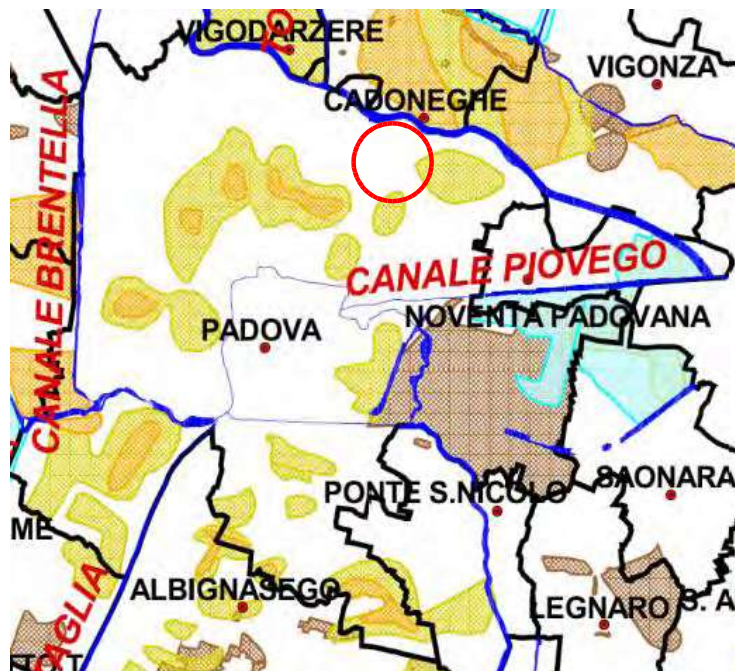 VIGODARZERE
VIGONZA
CADONEGHE
CANALE BRENTELLA
CANALE PIOVEGO
PADOVA
NOVENTA PADOVANA
PONTE S.NICOLO
SAONARA
ME
ALBIGNASEGO
LEGNARO
S. A
AGLIA